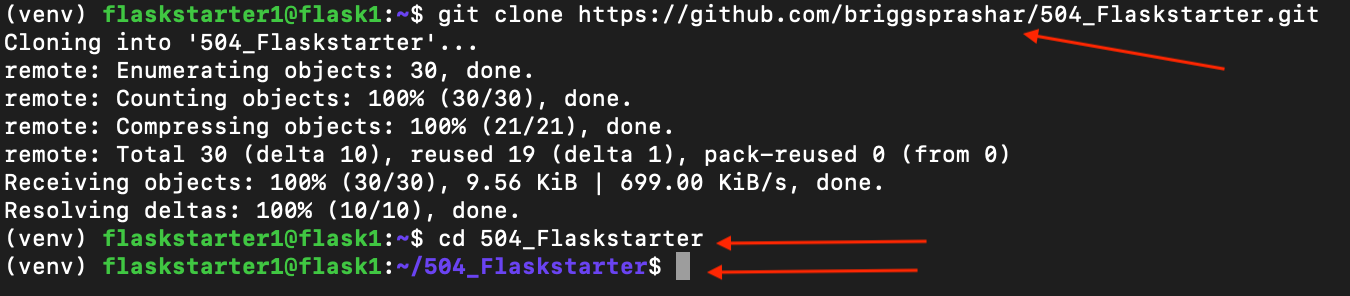 (venv) flaskstarter1@flask1:~$ git clone https://github.com/briggsprashar/504_Flaskstarter.git
Cloning into '504_Flaskstarter'...
remote: Enumerating objects: 30, done.
remote: Counting objects: 100% (30/30), done.
remote: Compressing objects: 100% (21/21), done.
remote: Total 30 (delta 10), reused 19 (delta 1), pack-reused 0 (from 0)
Receiving objects: 100% (30/30), 9.56 KiB | 699.00 KiB/s, done.
Resolving deltas: 100% (10/10), done.
(venv) flaskstarter1@flask1:~$ cd 504_Flaskstarter
(venv) flaskstarter1@flask1:~/504_Flaskstarter$